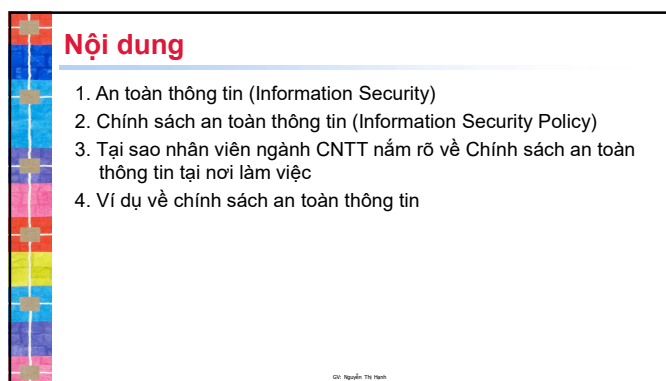 Nội dung
1. An toàn thông tin (Information Security)
2. Chính sách an toàn thông tin (Information Security Policy)
3. Tại sao nhân viên ngành CNTT nắm rõ về Chính sách an toàn
thông tin tại nơi làm việc
4. Ví dụ về chính sách an toàn thông tin
GV: Nguyễn Thị Hạnh